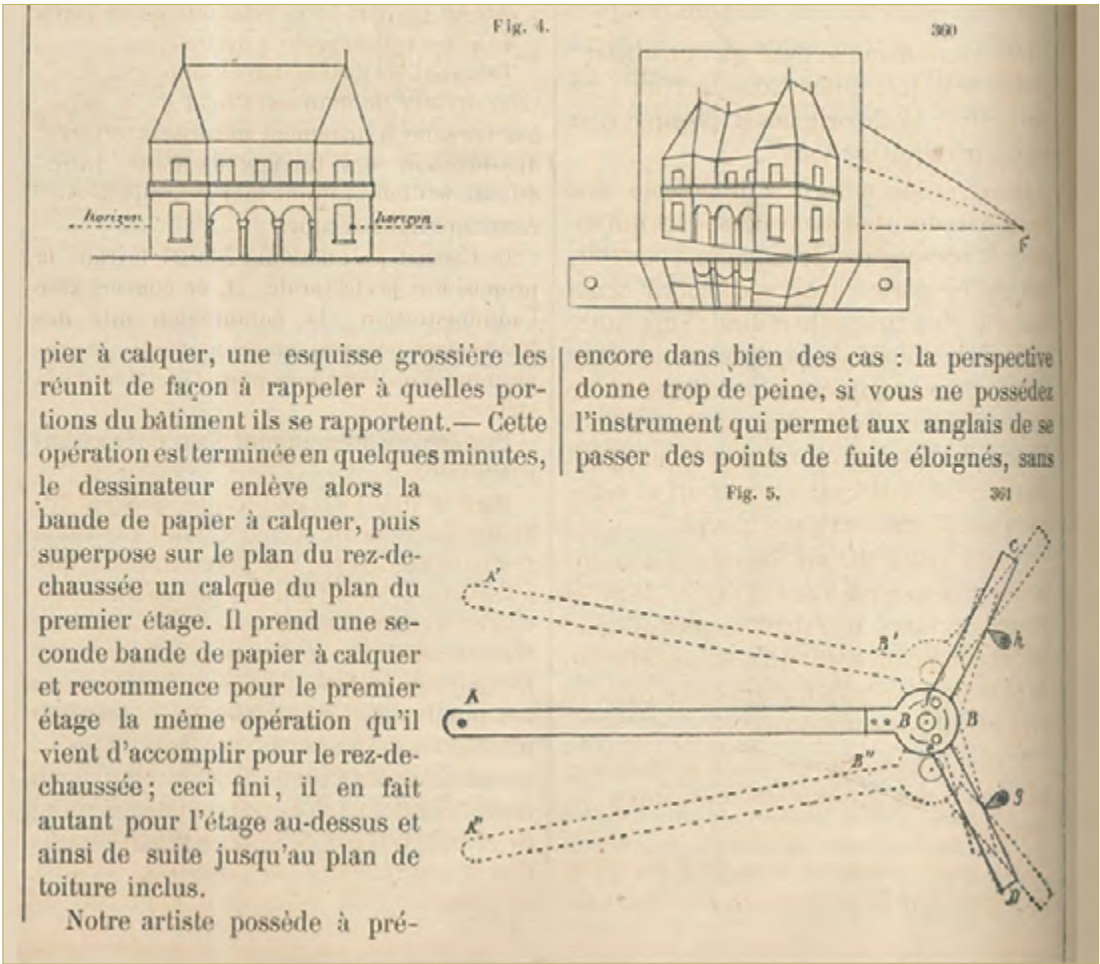 Fig. 4.
360
horizon
horizon
F
pier à calquer, une esquisse grossière les
réunit de façon à rappeler à quelles por-
tions du bâtiment ils se rapportent.— Cette
opération est terminée en quelques minutes,
le dessinateur enlève alors la
bande de papier à calquer, puis
superpose sur le plan du rez-de-
chaussée un calque du plan du
premier étage. Il prend une se-
conde bande de papier à calquer
et recommence pour le premier
étage la même opération qu'il
vient d'accomplir pour le rez-de-
chaussée ; ceci fini, il en fait
autant pour l'étage au-dessus et
ainsi de suite jusqu'au plan de
toiture inclus.
Notre artiste possède à pré-
encore dans bien des cas : la perspective
donne trop de peine, si vous ne possédez
l'instrument qui permet aux anglais de se
passer des points de fuite éloignés, sans
Fig. 5.
361
A'
B'
C
h
A
B
B
B"
g
A"
D